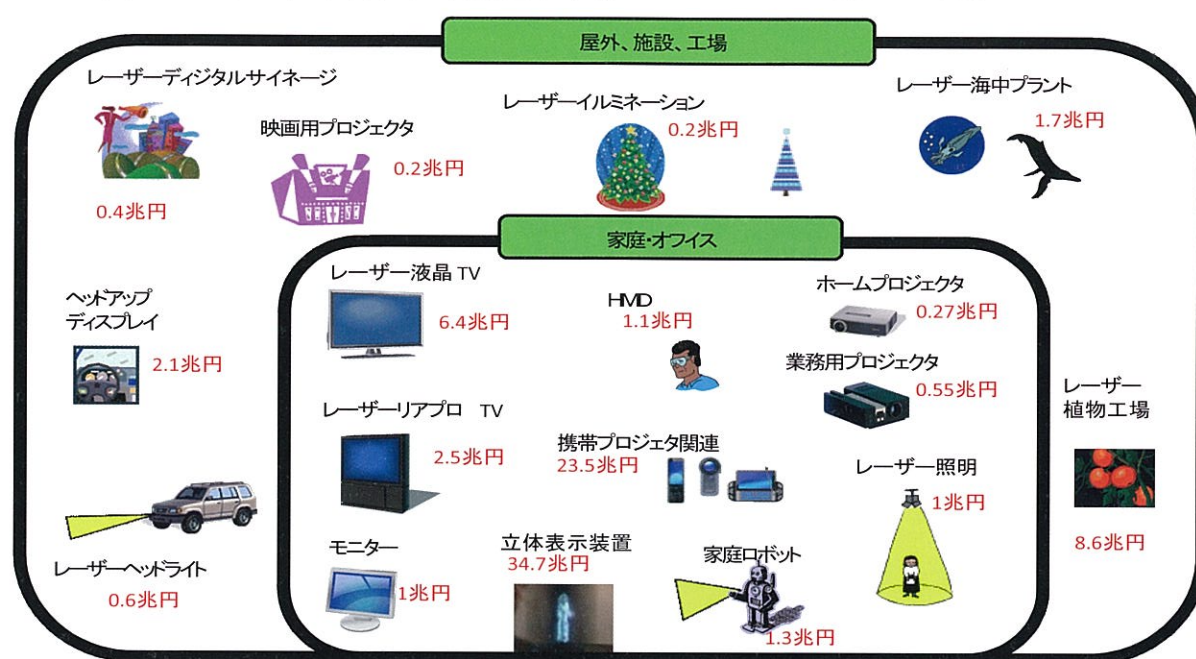 屋外、施設、工場
レーザーディジタルサイネージ
0.4兆円
映画用プロジェクタ
0.2兆円
レーザーイルミネーション
0.2兆円
レーザー海中プラント
1.7兆円
ヘッドアップ
ディスプレイ
2.1兆円
レーザーヘッドライト
0.6兆円
家庭・オフィス
レーザー液晶 TV
6.4兆円
HMD
1.1兆円
ホームプロジェクタ
0.27兆円
業務用プロジェクタ
0.55兆円
レーザーリアプロ TV
2.5兆円
携帯プロジェタ関連
23.5兆円
レーザー照明
1兆円
モニター
1兆円
立体表示装置
34.7兆円
家庭ロボット
1.3兆円
レーザー
植物工場
8.6兆円